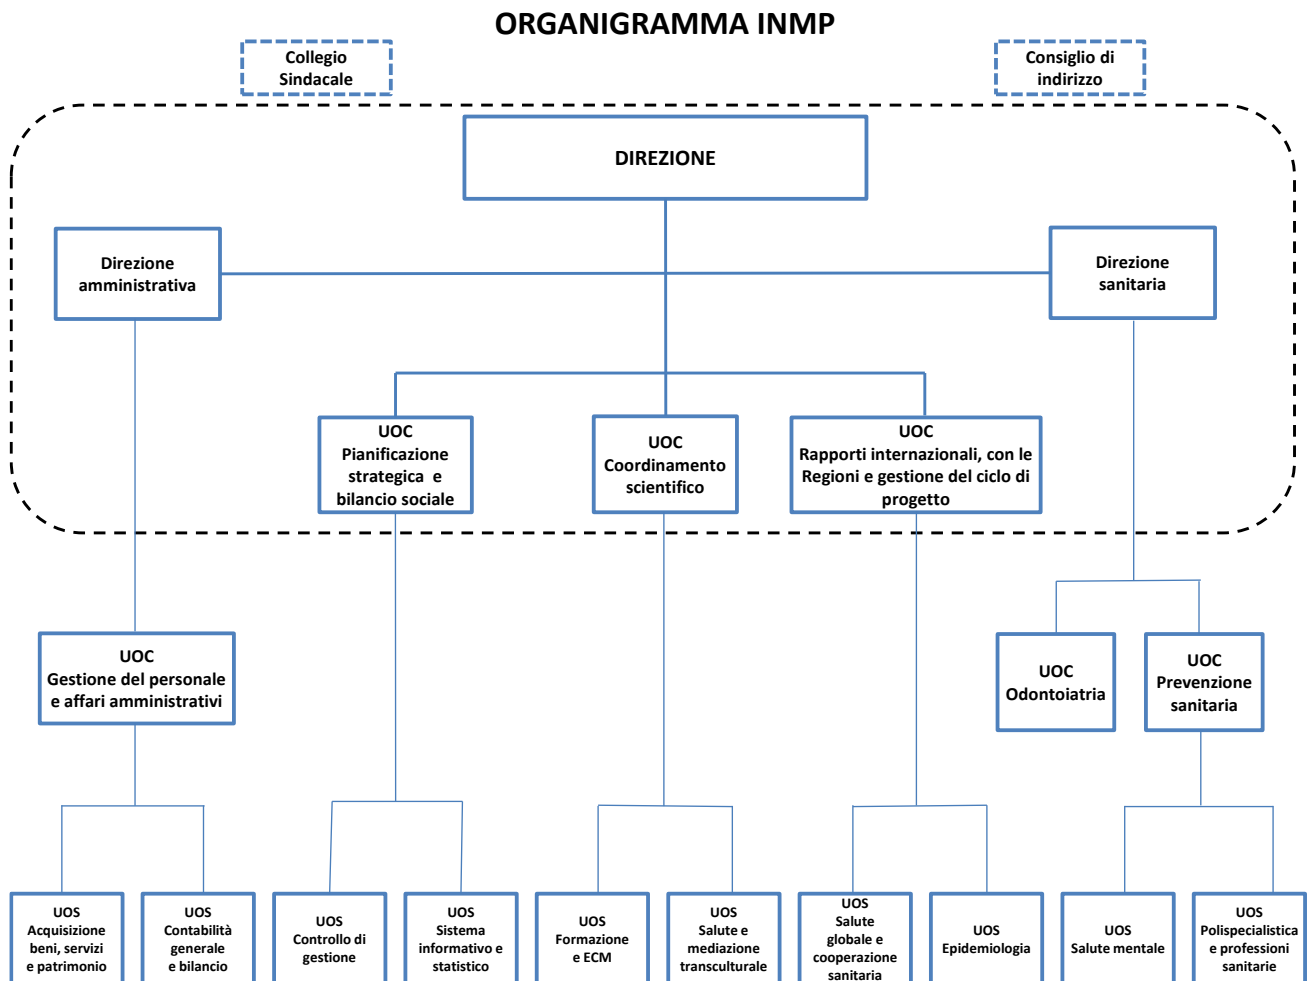 ORGANIGRAMMA INMP
Collegio
Sindacale
Consiglio di
indirizzo
DIREZIONE
Direzione
amministrativa
Direzione
sanitaria
UOC
Pianificazione
strategica e
bilancio sociale
UOC
Coordinamento
scientifico
UOC
Rapporti internazionali, con le
Regioni e gestione del ciclo di
progetto
UOC
Gestione del personale
e affari amministrativi
UOC
Odontoiatria
UOC
Prevenzione
sanitaria
UOS
Acquisizione
beni, servizi
e patrimonio
UOS
Contabilità
generale
e bilancio
UOS
Controllo di
gestione
UOS
Sistema
informativo e
statistico
UOS
Formazione
e ECM
UOS
Salute e
mediazione
transculturale
UOS
Salute
globale e
cooperazione
sanitaria
UOS
Epidemiologia
UOS
Salute mentale
UOS
Polispecialistica
e professioni
sanitarie